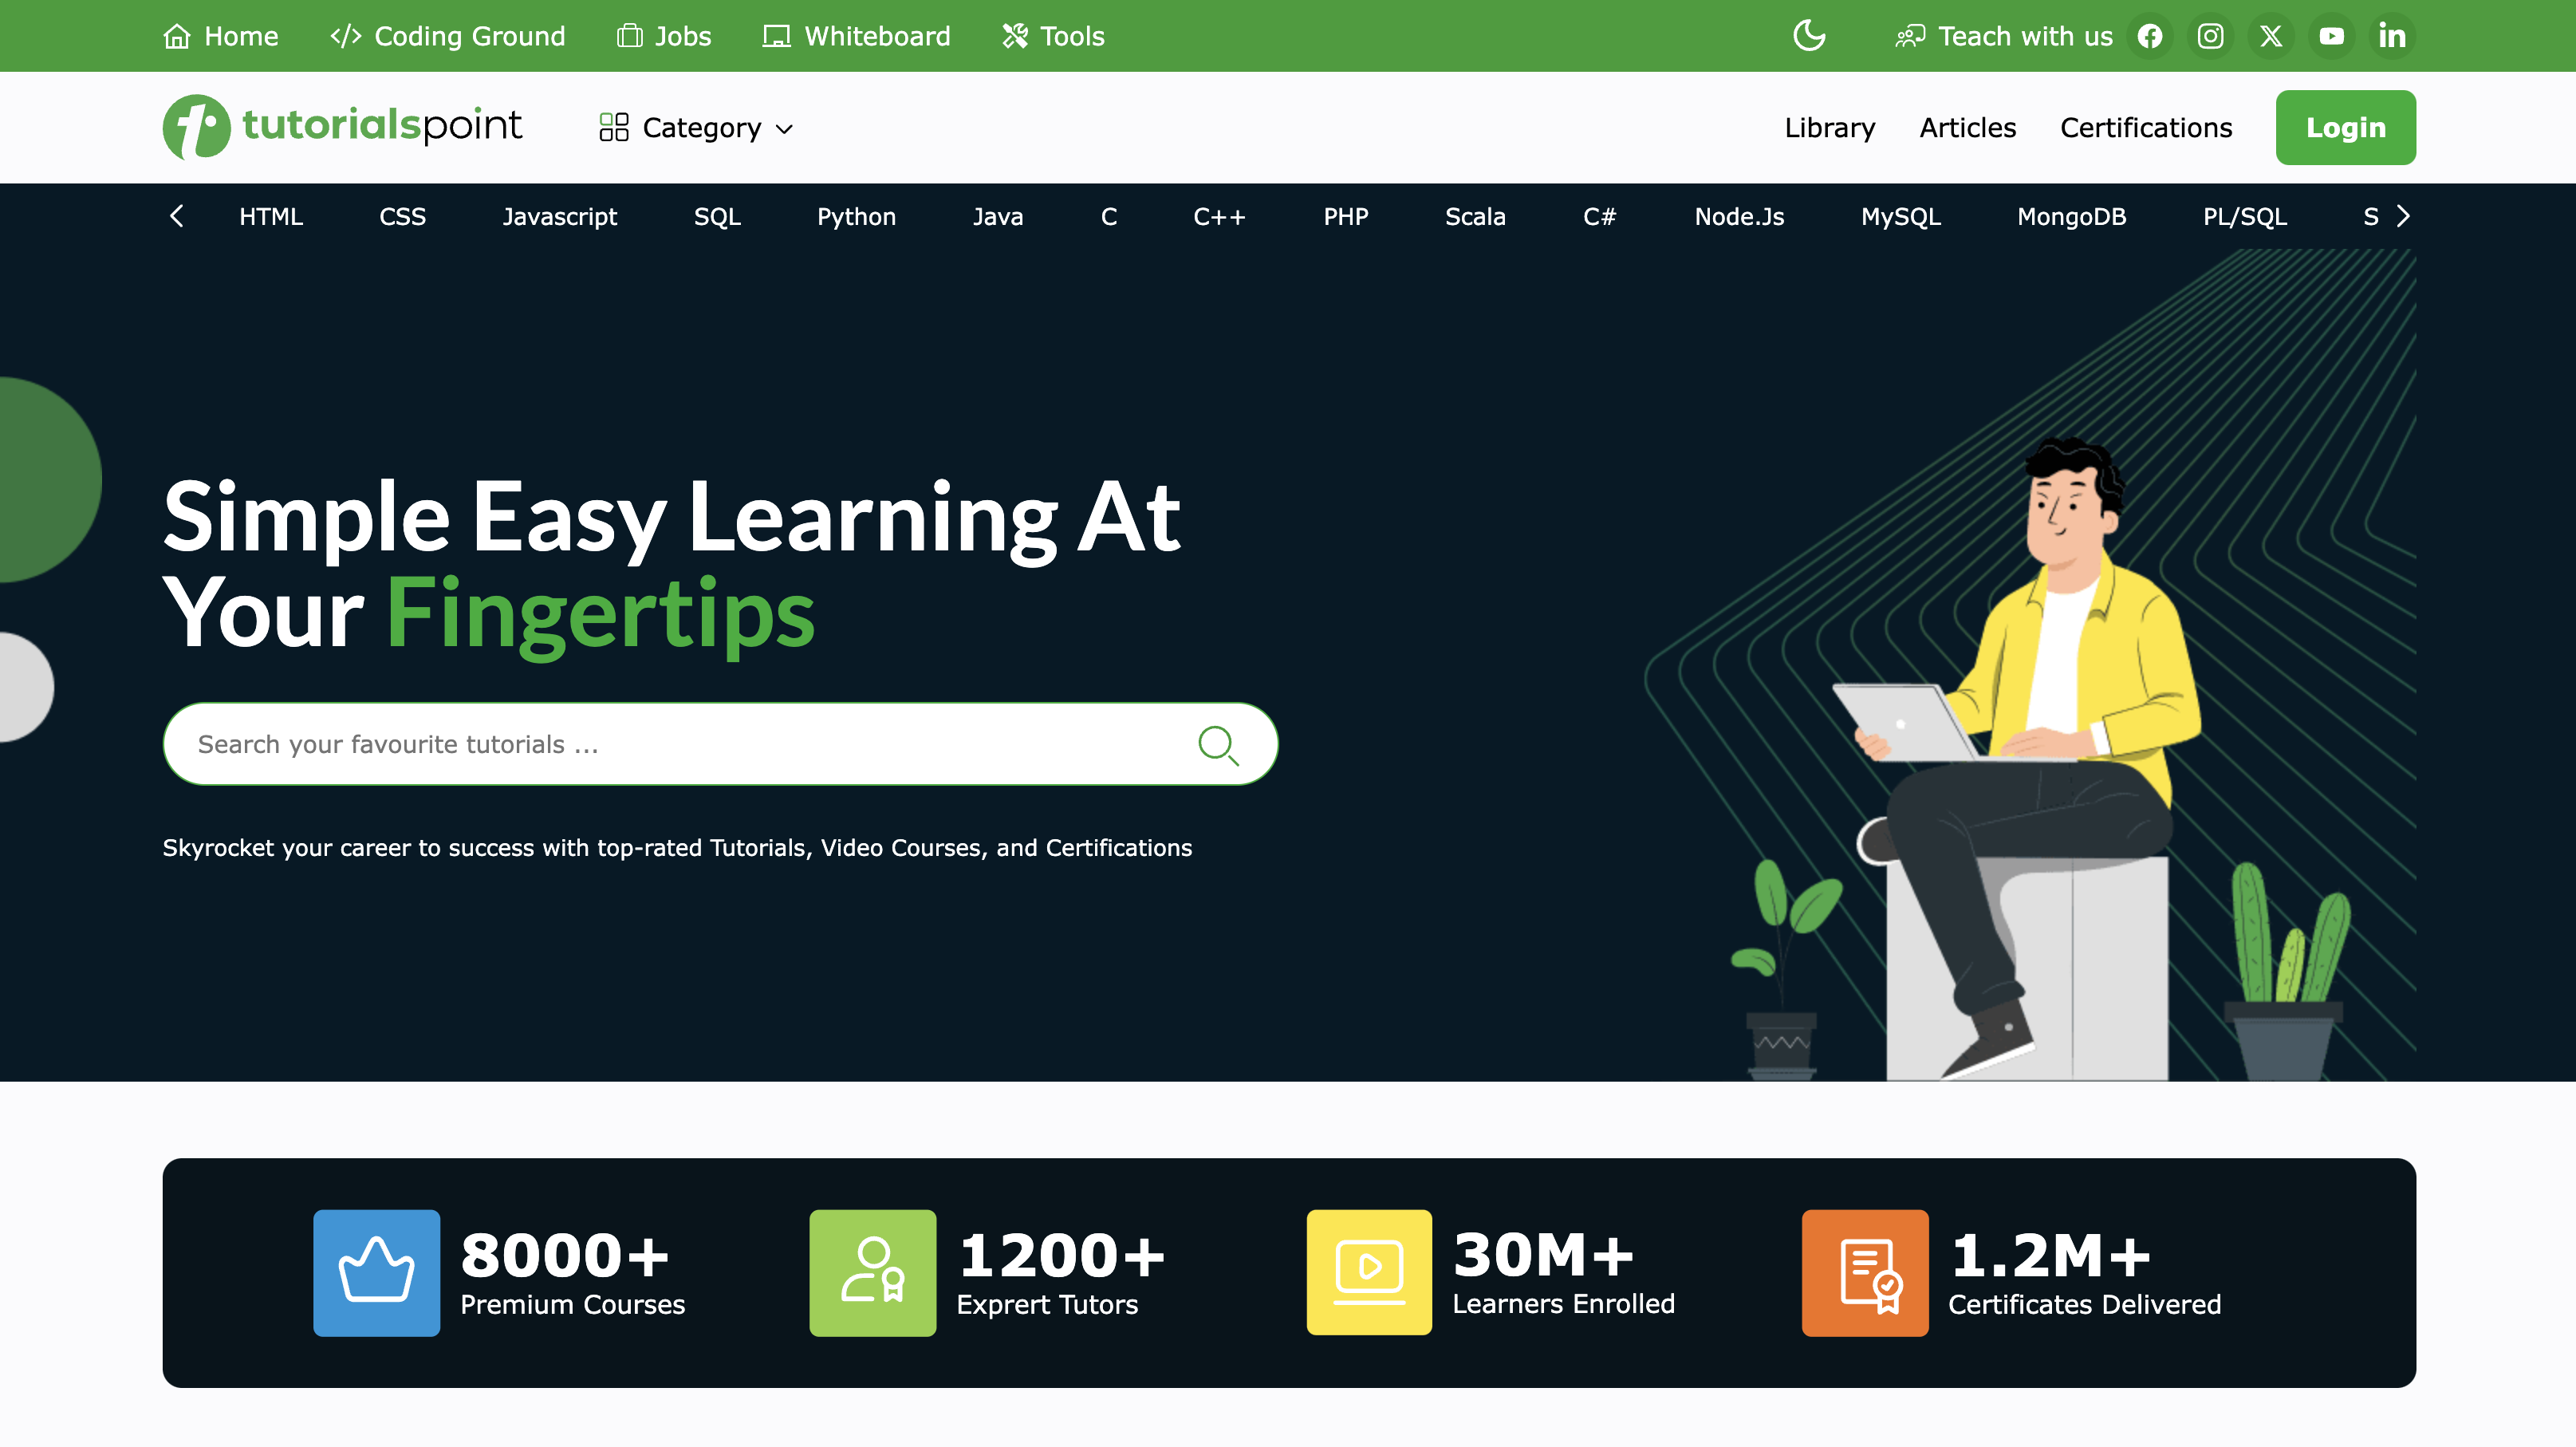 Home Coding Ground Jobs Whiteboard Tools Teach with us
tutorialspoint Category Library Articles Certifications Login
HTML CSS Javascript SQL Python Java C C++ PHP Scala C# Node.Js MySQL MongoDB PL/SQL S
Simple Easy Learning At
Your Fingertips
Search your favourite tutorials ...
Skyrocket your career to success with top-rated Tutorials, Video Courses, and Certifications
8000+ 1200+ 30M+ 1.2M+
Premium Courses Exprert Tutors Learners Enrolled Certificates Delivered